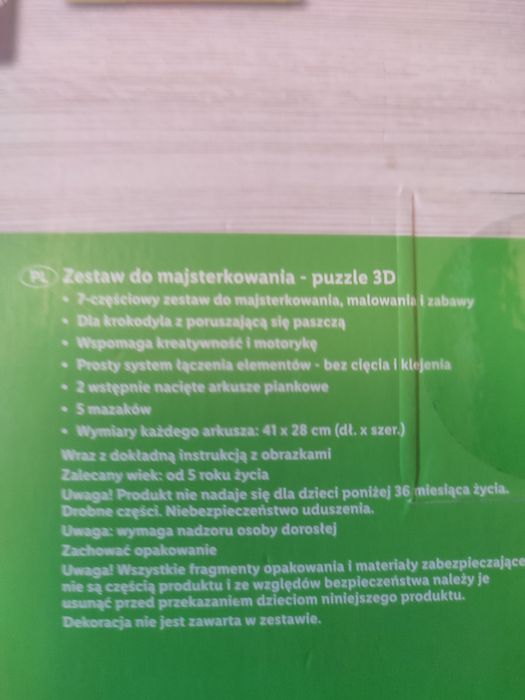 PL Zestaw do majsterkowania - puzzle 3D
• 7-częściowy zestaw do majsterkowania, malowania i zabawy
• Dla krokodyla z poruszającą się paszczą
• Wspomaga kreatywność i motorykę
• Prosty system łączenia elementów - bez cięcia i klejenia
• 2 wstępnie nacięte arkusze piankowe
• 5 mazaków
• Wymiary każdego arkusza: 41 x 28 cm (dł. x szer.)
Wraz z dokładną instrukcją z obrazkami
Zalecany wiek: od 5 roku życia
Uwaga! Produkt nie nadaje się dla dzieci poniżej 36 miesiąca życia.
Drobne części. Niebezpieczeństwo uduszenia.
Uwaga: wymaga nadzoru osoby dorosłej
Zachować opakowanie
Uwaga! Wszystkie fragmenty opakowania i materiały zabezpieczające
nie są częścią produktu i ze względów bezpieczeństwa należy je
usunąć przed przekazaniem dzieciom niniejszego produktu.
Dekoracja nie jest zawarta w zestawie.